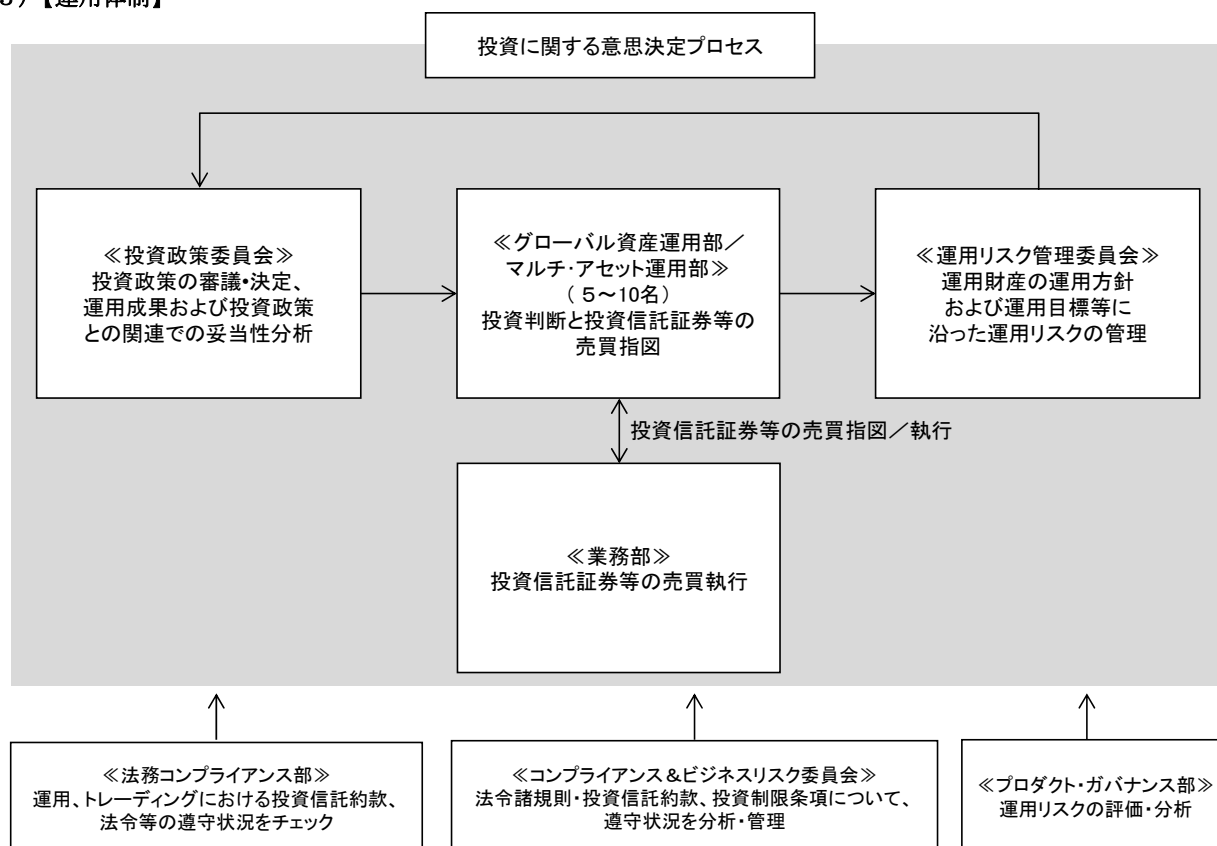 【運用体制】
投資に関する意思決定プロセス
≪投資政策委員会≫
投資政策の審議・決定、
運用成果および投資政策
との関連での妥当性分析
≪グローバル資産運用部／
マルチ・アセット運用部≫
（５～10名）
投資判断と投資信託証券等の
売買指図
≪運用リスク管理委員会≫
運用財産の運用方針
および運用目標等に
沿った運用リスクの管理
投資信託証券等の売買指図／執行
≪業務部≫
投資信託証券等の売買執行
≪法務コンプライアンス部≫
運用、トレーディングにおける投資信託約款、
法令等の遵守状況をチェック
≪コンプライアンス＆ビジネスリスク委員会≫
法令諸規則・投資信託約款、投資制限条項について、
遵守状況を分析・管理
≪プロダクト・ガバナンス部≫
運用リスクの評価・分析